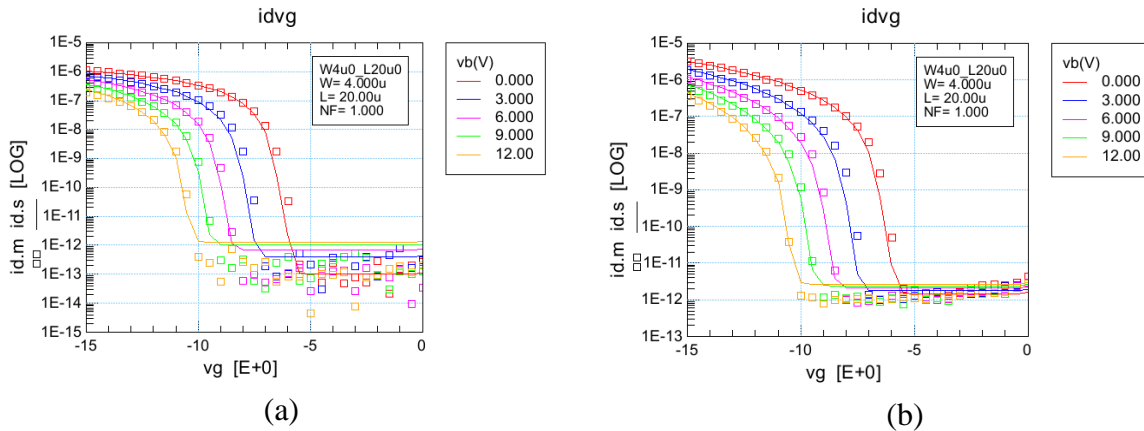 idvg
1E-5
1E-6
1E-7
1E-8
1E-9
1E-10
1E-11
1E-12
1E-13
1E-14
1E-15
id.m id.s [LOG]
-15
-10
-5
0
vg [E+0]
W4u0_L20u0
W= 4.000u
L= 20.00u
NF= 1.000
vb(V)
0.000
3.000
6.000
9.000
12.00
(a)
idvg
1E-5
1E-6
1E-7
1E-8
1E-9
1E-10
1E-11
1E-12
1E-13
id.m id.s [LOG]
-15
-10
-5
0
vg [E+0]
W4u0_L20u0
W= 4.000u
L= 20.00u
NF= 1.000
vb(V)
0.000
3.000
6.000
9.000
12.00
(b)